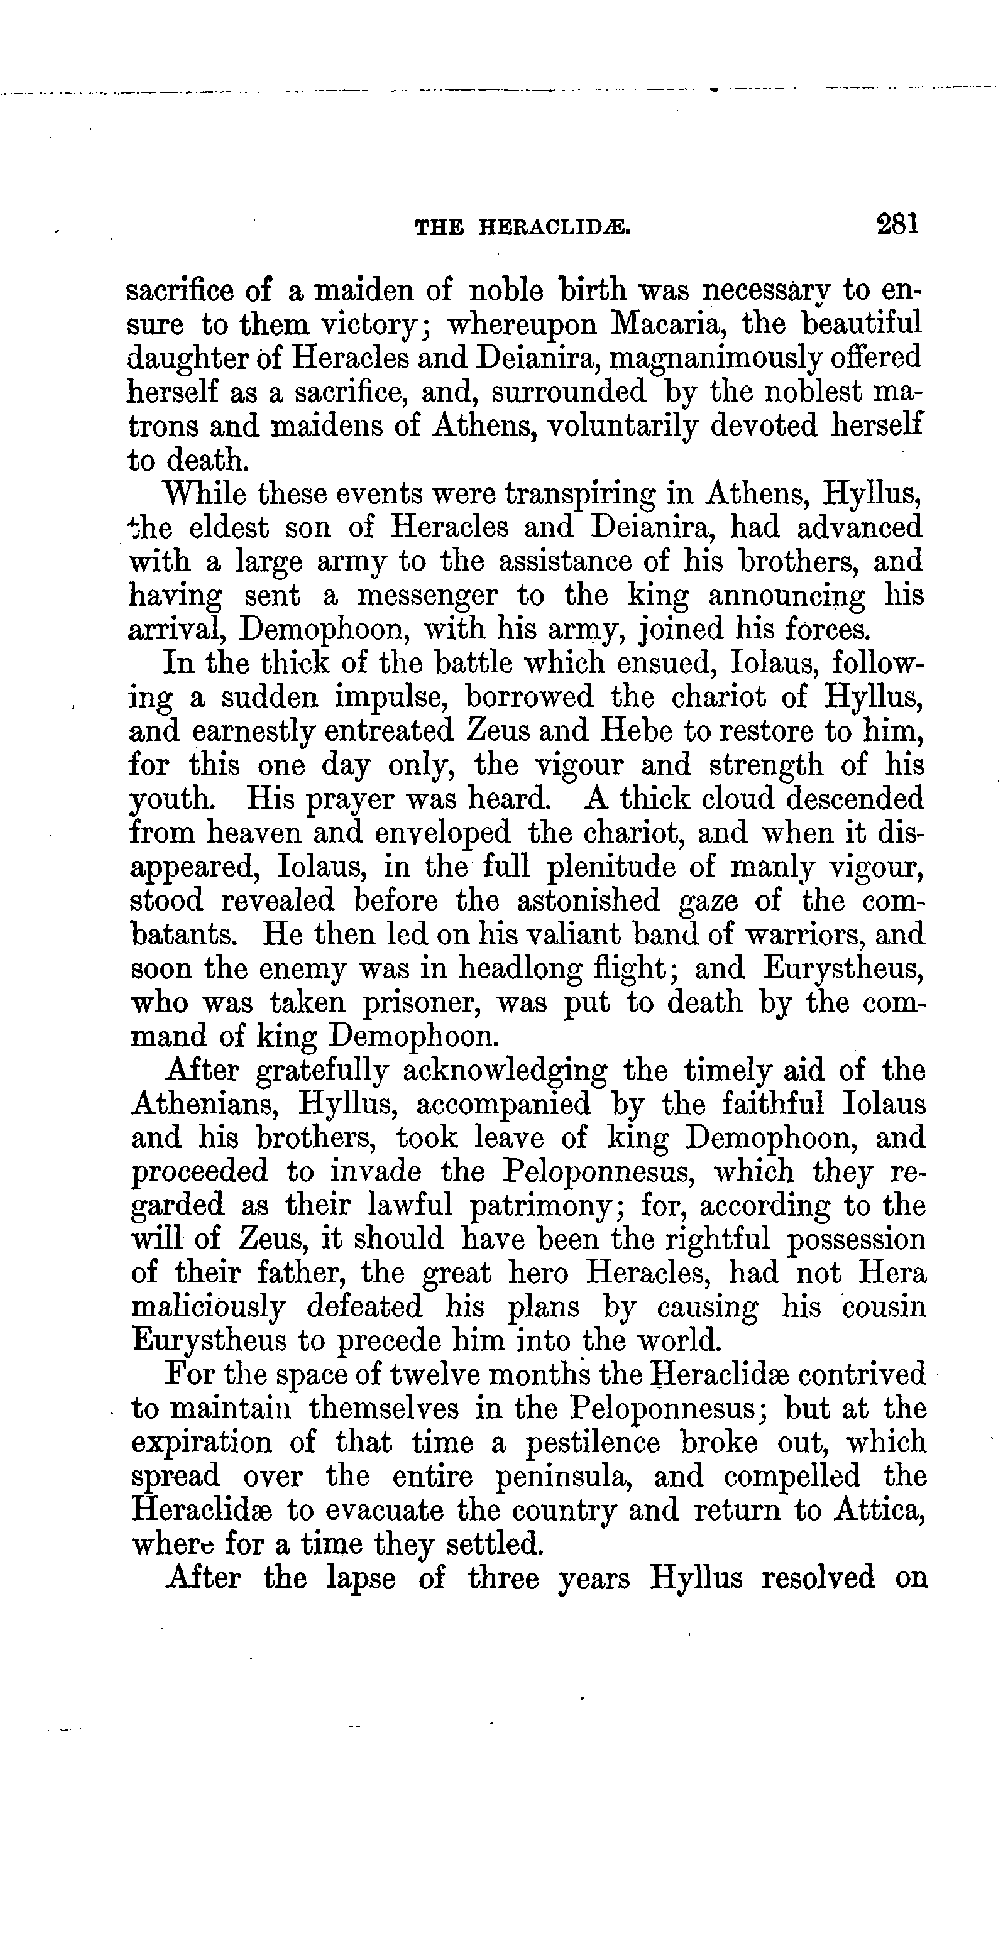 THE HERACLIDÆ. 281
sacrifice of a maiden of noble birth was necessary to en-
sure to them victory; whereupon Macaria, the beautiful
daughter of Heracles and Deianira, magnanimously offered
herself as a sacrifice, and, surrounded by the noblest ma-
trons and maidens of Athens, voluntarily devoted herself
to death.
While these events were transpiring in Athens, Hyllus,
the eldest son of Heracles and Deianira, had advanced
with a large army to the assistance of his brothers, and
having sent a messenger to the king announcing his
arrival, Demophoon, with his army, joined his forces.
In the thick of the battle which ensued, Iolaus, follow-
ing a sudden impulse, borrowed the chariot of Hyllus,
and earnestly entreated Zeus and Hebe to restore to him,
for this one day only, the vigour and strength of his
youth. His prayer was heard. A thick cloud descended
from heaven and enveloped the chariot, and when it dis-
appeared, Iolaus, in the full plenitude of manly vigour,
stood revealed before the astonished gaze of the com-
batants. He then led on his valiant band of warriors, and
soon the enemy was in headlong flight; and Eurystheus,
who was taken prisoner, was put to death by the com-
mand of king Demophoon.
After gratefully acknowledging the timely aid of the
Athenians, Hyllus, accompanied by the faithful Iolaus
and his brothers, took leave of king Demophoon, and
proceeded to invade the Peloponnesus, which they re-
garded as their lawful patrimony; for, according to the
will of Zeus, it should have been the rightful possession
of their father, the great hero Heracles, had not Hera
maliciously defeated his plans by causing his cousin
Eurystheus to precede him into the world.
For the space of twelve months the Heraclidæ contrived
to maintain themselves in the Peloponnesus; but at the
expiration of that time a pestilence broke out, which
spread over the entire peninsula, and compelled the
Heraclidæ to evacuate the country and return to Attica,
where for a time they settled.
After the lapse of three years Hyllus resolved on